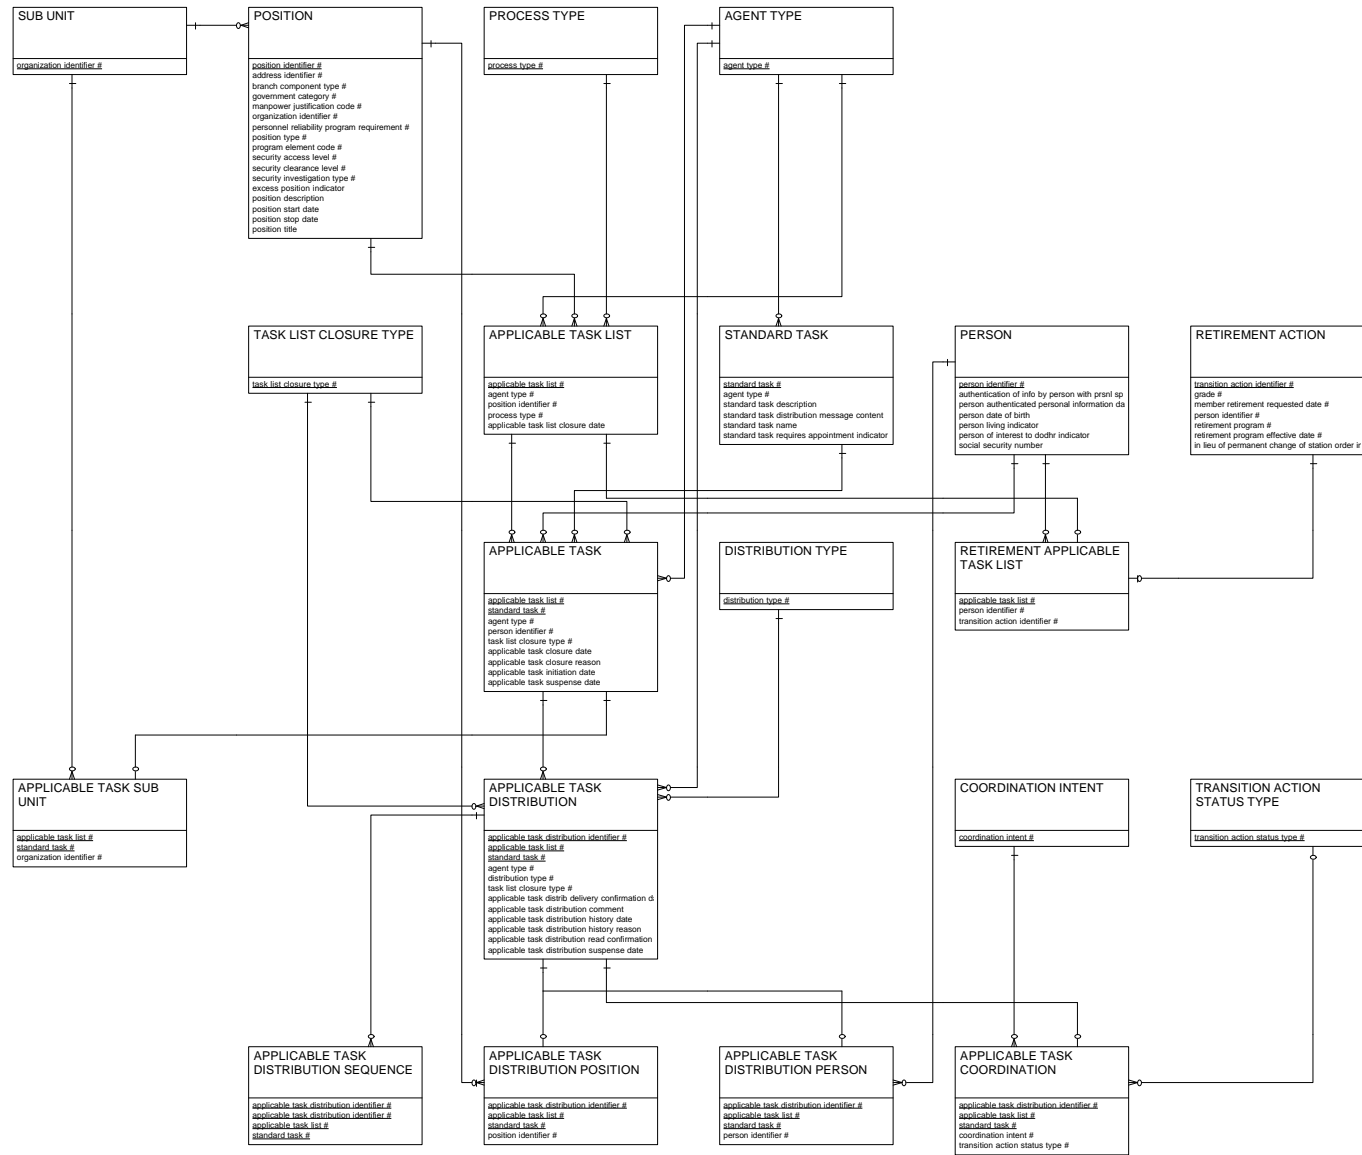 SUB UNIT
organization identifier #
POSITION
position identifier #
address identifier #
branch component type #
government category #
manpower justification code #
organization identifier #
personnel reliability program requirement #
position type #
program element code #
security access level #
security clearance level #
security investigation type #
excess position indicator
position description
position start date
position stop date
position title
PROCESS TYPE
process type #
AGENT TYPE
agent type #
TASK LIST CLOSURE TYPE
task list closure type #
APPLICABLE TASK LIST
applicable task list #
agent type #
position identifier #
process type #
applicable task list closure date
STANDARD TASK
standard task #
agent type #
standard task description
standard task distribution message content
standard task name
standard task requires appointment indicator
PERSON
person identifier #
authentication of info by person with prsnl sp
person authenticated personal information da
person date of birth
person living indicator
person of interest to dodhr indicator
social security number
RETIREMENT ACTION
transition action identifier #
grade #
member retirement requested date #
person identifier #
retirement program #
retirement program effective date #
in lieu of permanent change of station order ir
APPLICABLE TASK
applicable task list #
standard task #
agent type #
person identifier #
task list closure type #
applicable task closure date
applicable task closure reason
applicable task initiation date
applicable task suspense date
DISTRIBUTION TYPE
distribution type #
RETIREMENT APPLICABLE
TASK LIST
applicable task list #
person identifier #
transition action identifier #
APPLICABLE TASK SUB
UNIT
applicable task list #
standard task #
organization identifier #
APPLICABLE TASK
DISTRIBUTION
applicable task distribution identifier #
applicable task list #
standard task #
agent type #
distribution type #
task list closure type #
applicable task distrib delivery confirmation da
applicable task distribution comment
applicable task distribution history date
applicable task distribution history reason
applicable task distribution read confirmation
applicable task distribution suspense date
COORDINATION INTENT
coordination intent #
TRANSITION ACTION
STATUS TYPE
transition action status type #
APPLICABLE TASK
DISTRIBUTION SEQUENCE
applicable task distribution identifier #
applicable task distribution identifier #
applicable task list #
standard task #
APPLICABLE TASK
DISTRIBUTION POSITION
applicable task distribution identifier #
applicable task list #
standard task #
position identifier #
APPLICABLE TASK
DISTRIBUTION PERSON
applicable task distribution identifier #
applicable task list #
standard task #
person identifier #
APPLICABLE TASK
COORDINATION
applicable task distribution identifier #
applicable task list #
standard task #
coordination intent #
transition action status type #